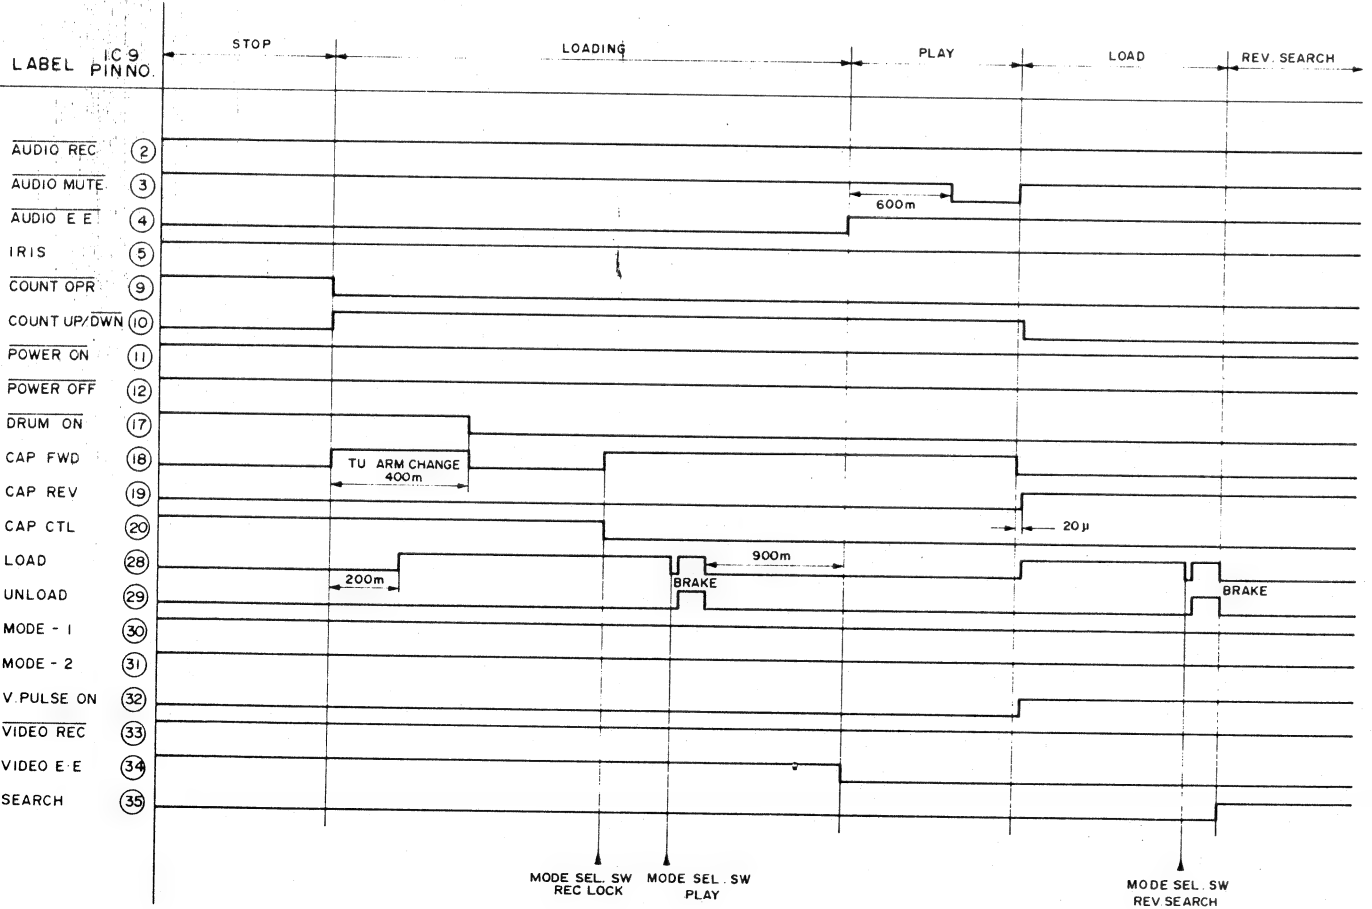 LABEL IC9 PIN NO.
STOP LOADING PLAY LOAD REV. SEARCH
AUDIO REC 2
AUDIO MUTE 3
600m
AUDIO E E 4
IRIS 5
COUNT OPR 9
COUNT UP/DWN 10
POWER ON 11
POWER OFF 12
DRUM ON 17
CAP FWD 18
TU ARM CHANGE
400m
CAP REV 19
CAP CTL 20
20µ
LOAD 28
200m
900m
BRAKE
BRAKE
UNLOAD 29
MODE - 1 30
MODE - 2 31
V.PULSE ON 32
VIDEO REC 33
VIDEO E·E 34
SEARCH 35
MODE SEL. SW
REC LOCK
MODE SEL. SW
PLAY
MODE SEL. SW
REV. SEARCH